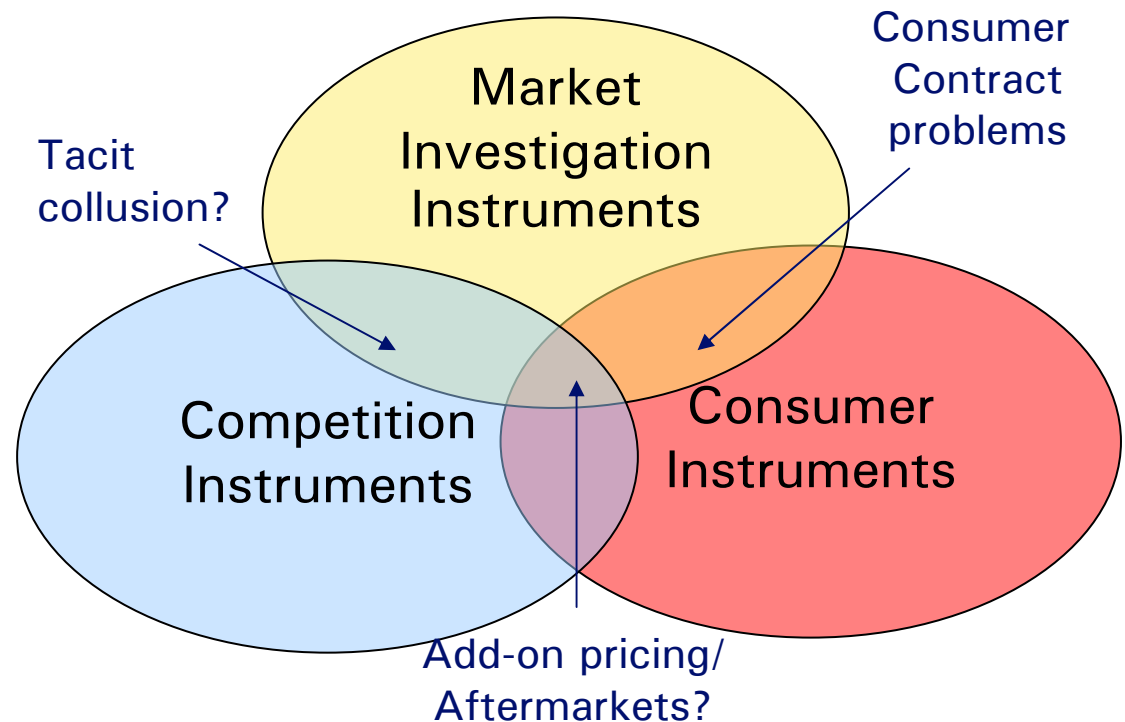 Consumer
Contract
problems
Market
Investigation
Instruments
Tacit
collusion?
Competition
Instruments
Consumer
Instruments
Add-on pricing/
Aftermarkets?